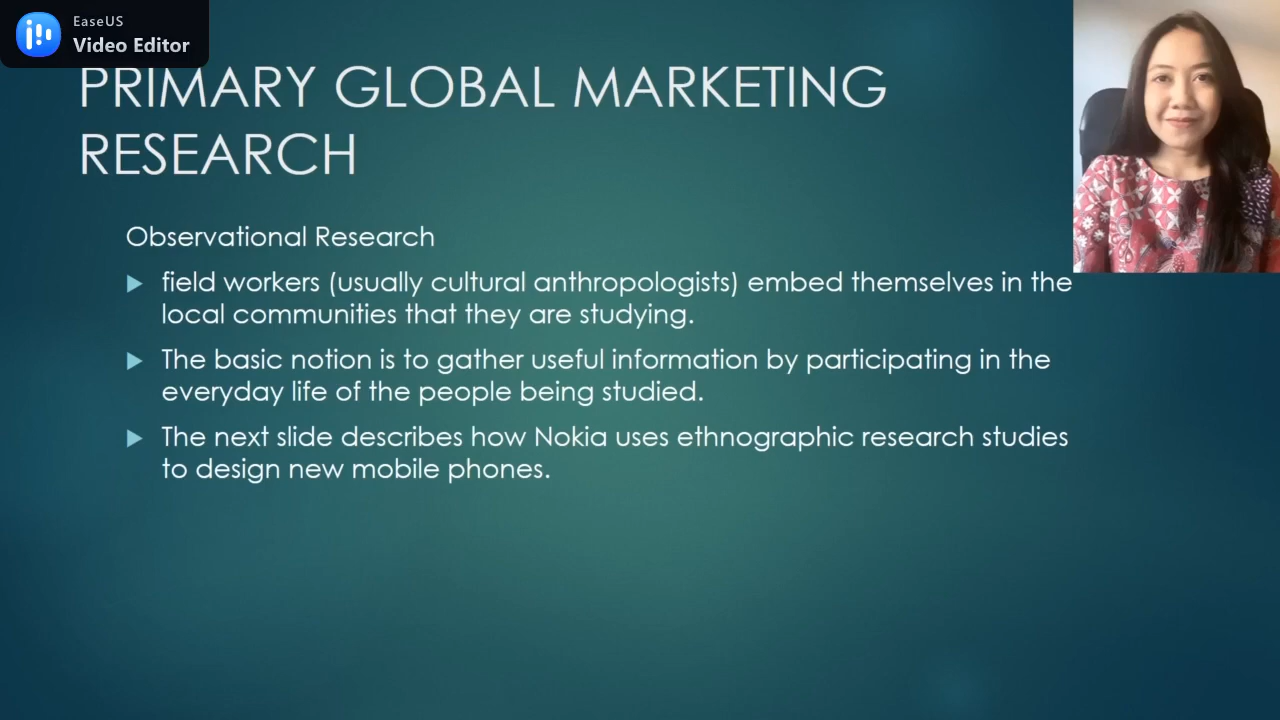 EaseUS
Video Editor
PRIMARY GLOBAL MARKETING
RESEARCH
Observational Research
field workers (usually cultural anthropologists) embed themselves in the
local communities that they are studying.
The basic notion is to gather useful information by participating in the
everyday life of the people being studied.
The next slide describes how Nokia uses ethnographic research studies
to design new mobile phones.